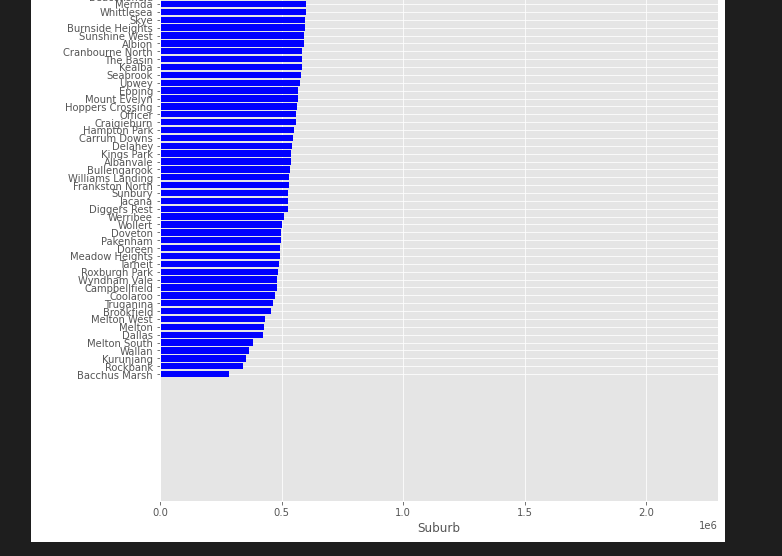 Mernda
Whittlesea
Skye
Burnside Heights
Sunshine West
Albion
Cranbourne North
The Basin
Kealba
Seabrook
Upwey
Epping
Mount Evelyn
Hoppers Crossing
Officer
Craigieburn
Hampton Park
Carrum Downs
Delahey
Kings Park
Albanvale
Bullengarook
Williams Landing
Frankston North
Sunbury
Jacana
Diggers Rest
Werribee
Wollert
Doveton
Pakenham
Doreen
Meadow Heights
Tarneit
Roxburgh Park
Wyndham Vale
Campbellfield
Coolaroo
Truganina
Brookfield
Melton West
Melton
Dallas
Melton South
Wallan
Kurunjang
Rockbank
Bacchus Marsh
0.0 0.5 1.0 1.5 2.0
1e6
Suburb